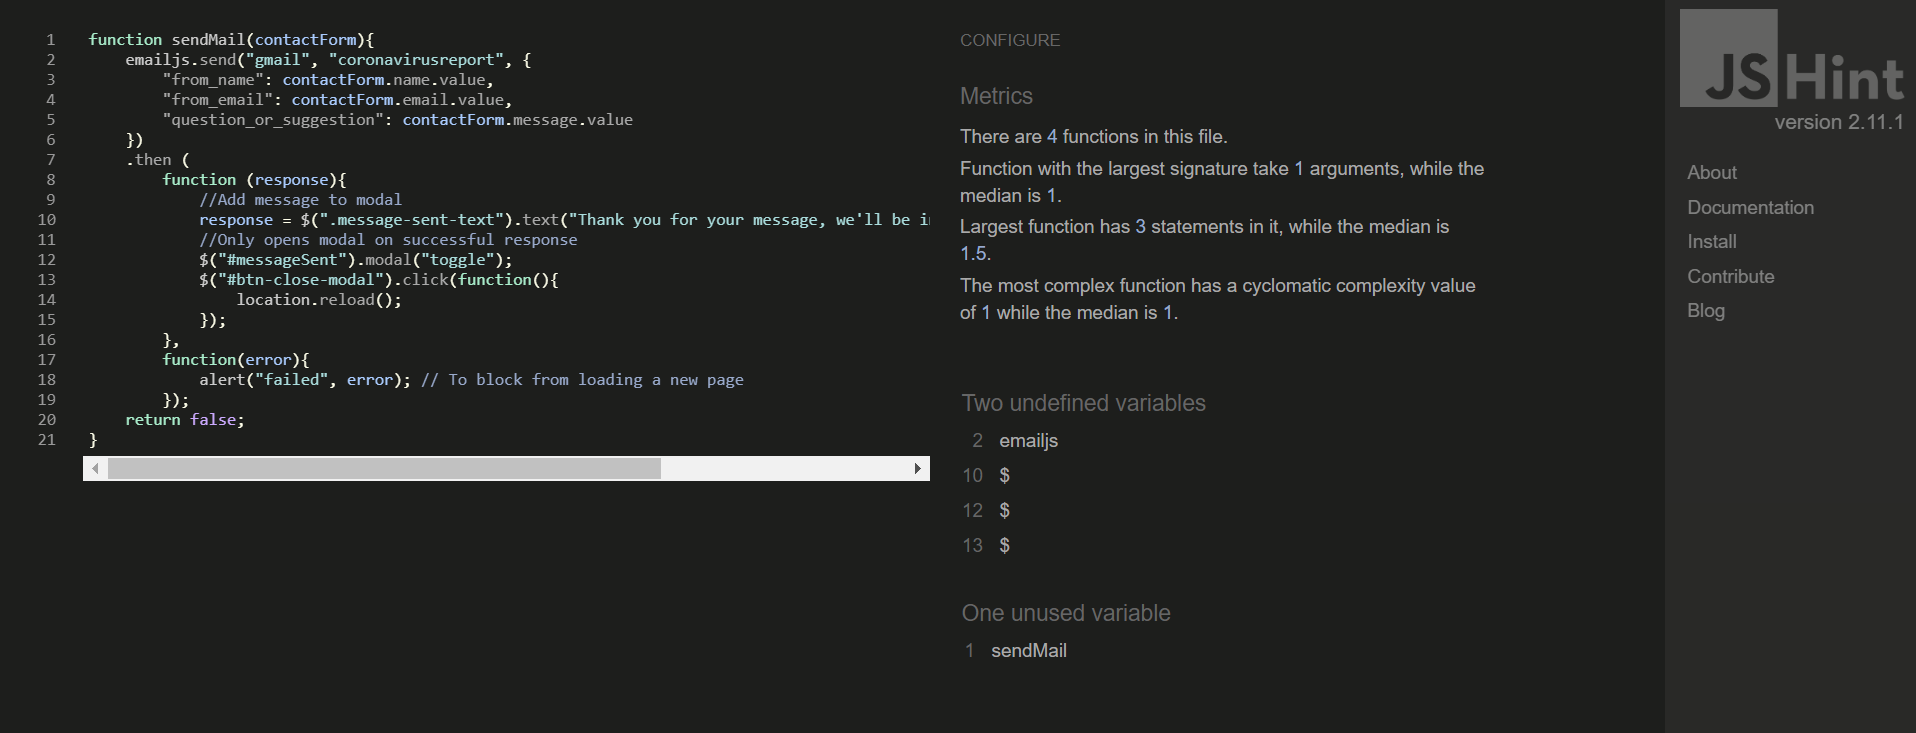 1 function sendMail(contactForm){
2 emailjs.send("gmail", "coronavirusreport", {
3 "from_name": contactForm.name.value,
4 "from_email": contactForm.email.value,
5 "question_or_suggestion": contactForm.message.value
6 })
7 .then (
8 function (response){
9 //Add message to modal
10 response = $(".message-sent-text").text("Thank you for your message, we'll be
11 //Only opens modal on successful response
12 $("#messageSent").modal("toggle");
13 $("#btn-close-modal").click(function(){
14 location.reload();
15 });
16 },
17 function(error){
18 alert("failed", error); // To block from loading a new page
19 });
20 return false;
21 }
CONFIGURE
Metrics
There are 4 functions in this file.
Function with the largest signature take 1 arguments, while the
median is 1.
Largest function has 3 statements in it, while the median is
1.5.
The most complex function has a cyclomatic complexity value
of 1 while the median is 1.
Two undefined variables
2 emailjs
10 $
12 $
13 $
One unused variable
1 sendMail
JSHint
version 2.11.1
About
Documentation
Install
Contribute
Blog